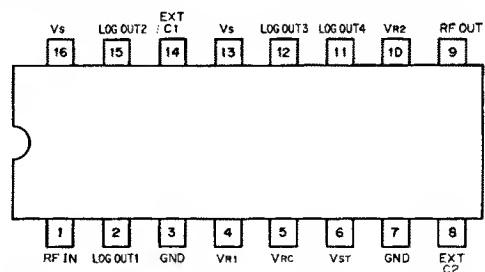 EXT
Vs LOG OUT2 C1 Vs LOG OUT3 LOG OUT4 VR2 RF OUT
16 15 14 13 12 11 10 9
1 2 3 4 5 6 7 8
RF IN LOG OUT1 GND VR1 VRC VST GND EXT
C2